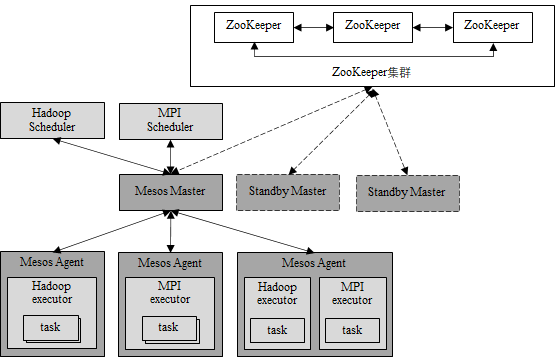 ZooKeeper ZooKeeper ZooKeeper
ZooKeeper集群
Hadoop
Scheduler
MPI
Scheduler
Mesos Master
Standby Master
Standby Master
Mesos Agent
Hadoop
executor
task
Mesos Agent
MPI
executor
task
Mesos Agent
Hadoop
executor
task
MPI
executor
task